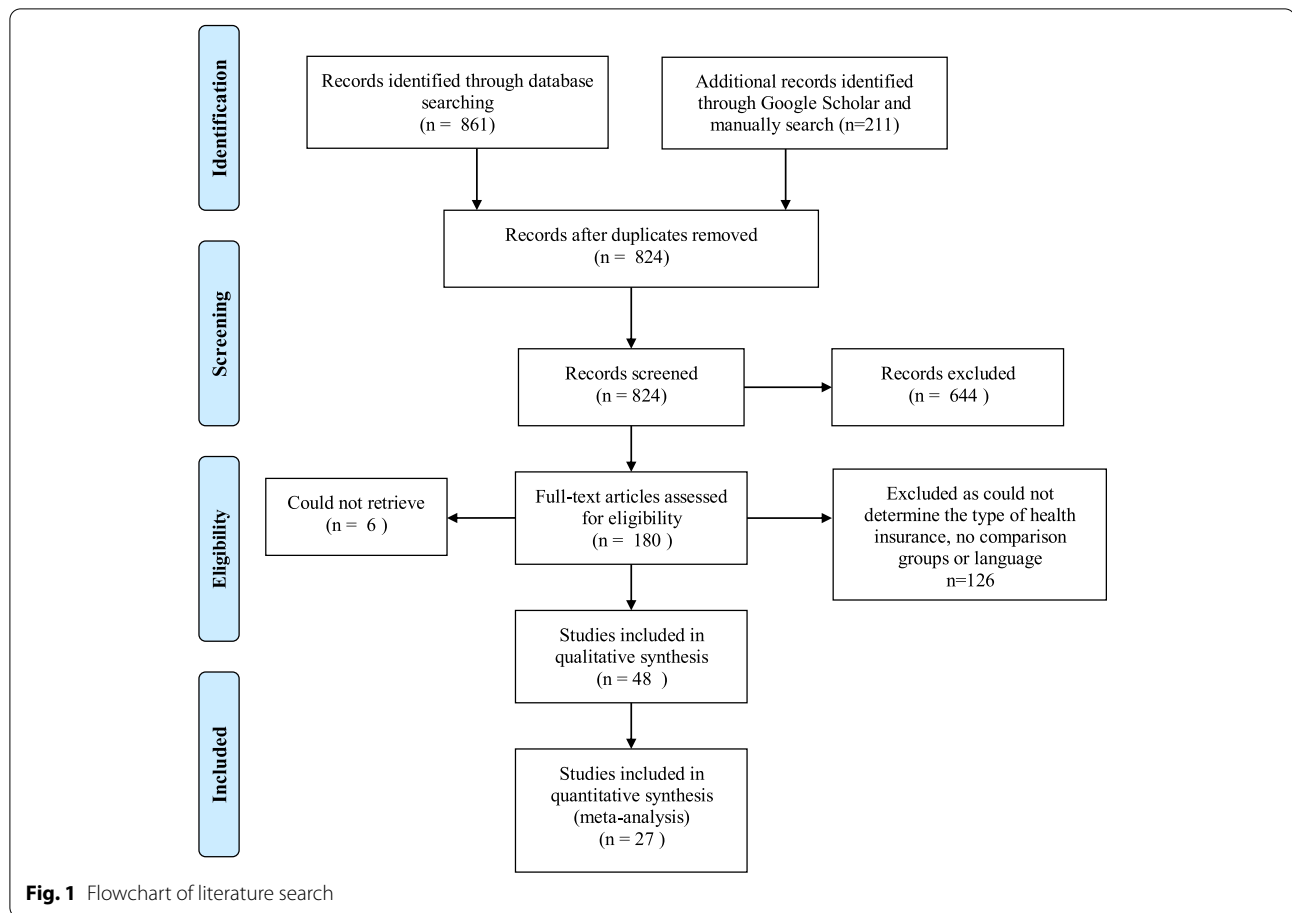 Identification
Records identified through database
searching
(n = 861)
Additional records identified
through Google Scholar and
manually search (n=211)
Records after duplicates removed
(n = 824)
Screening
Records screened
(n = 824)
Records excluded
(n = 644 )
Eligibility
Could not retrieve
(n = 6 )
Full-text articles assessed
for eligibility
(n = 180 )
Excluded as could not
determine the type of health
insurance, no comparison
groups or language
n=126
Studies included in
qualitative synthesis
(n = 48 )
Included
Studies included in
quantitative synthesis
(meta-analysis)
(n = 27 )
Fig. 1 Flowchart of literature search